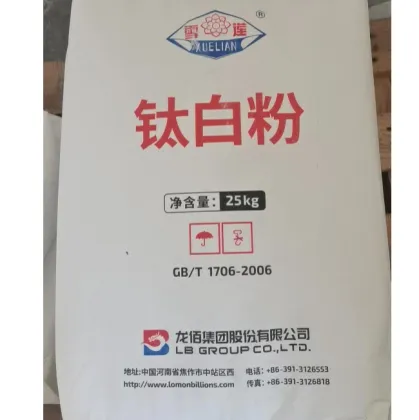 雪莲®
XUELIAN
钛白粉
净含量: 25kg
GB/T 1706-2006
龙佰集团股份有限公司
LB GROUP CO.,LTD.
地址:中国河南省焦作市中站区西 电话: +86-391-3126553
http://www.lomonbillions.com 传真: +86-391-3126818